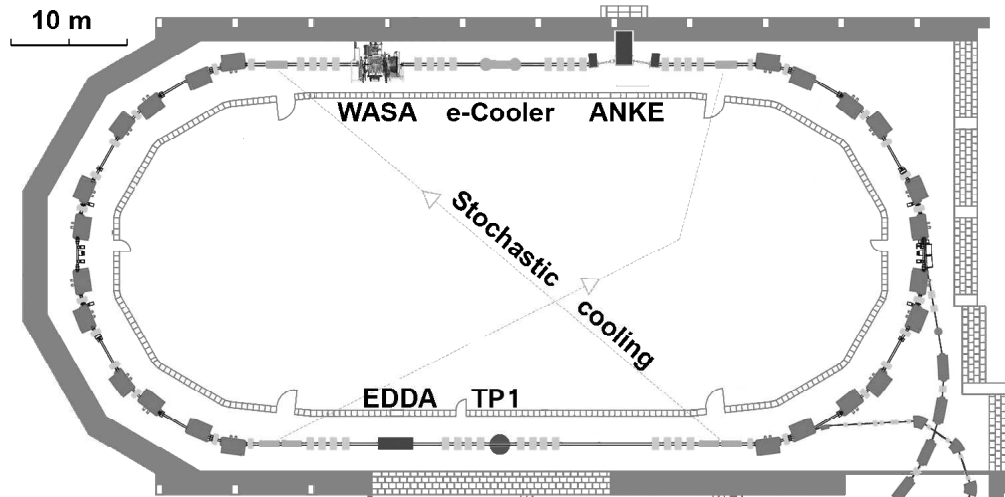 10 m
WASA e-Cooler ANKE
Stochastic
cooling
EDDA TP1